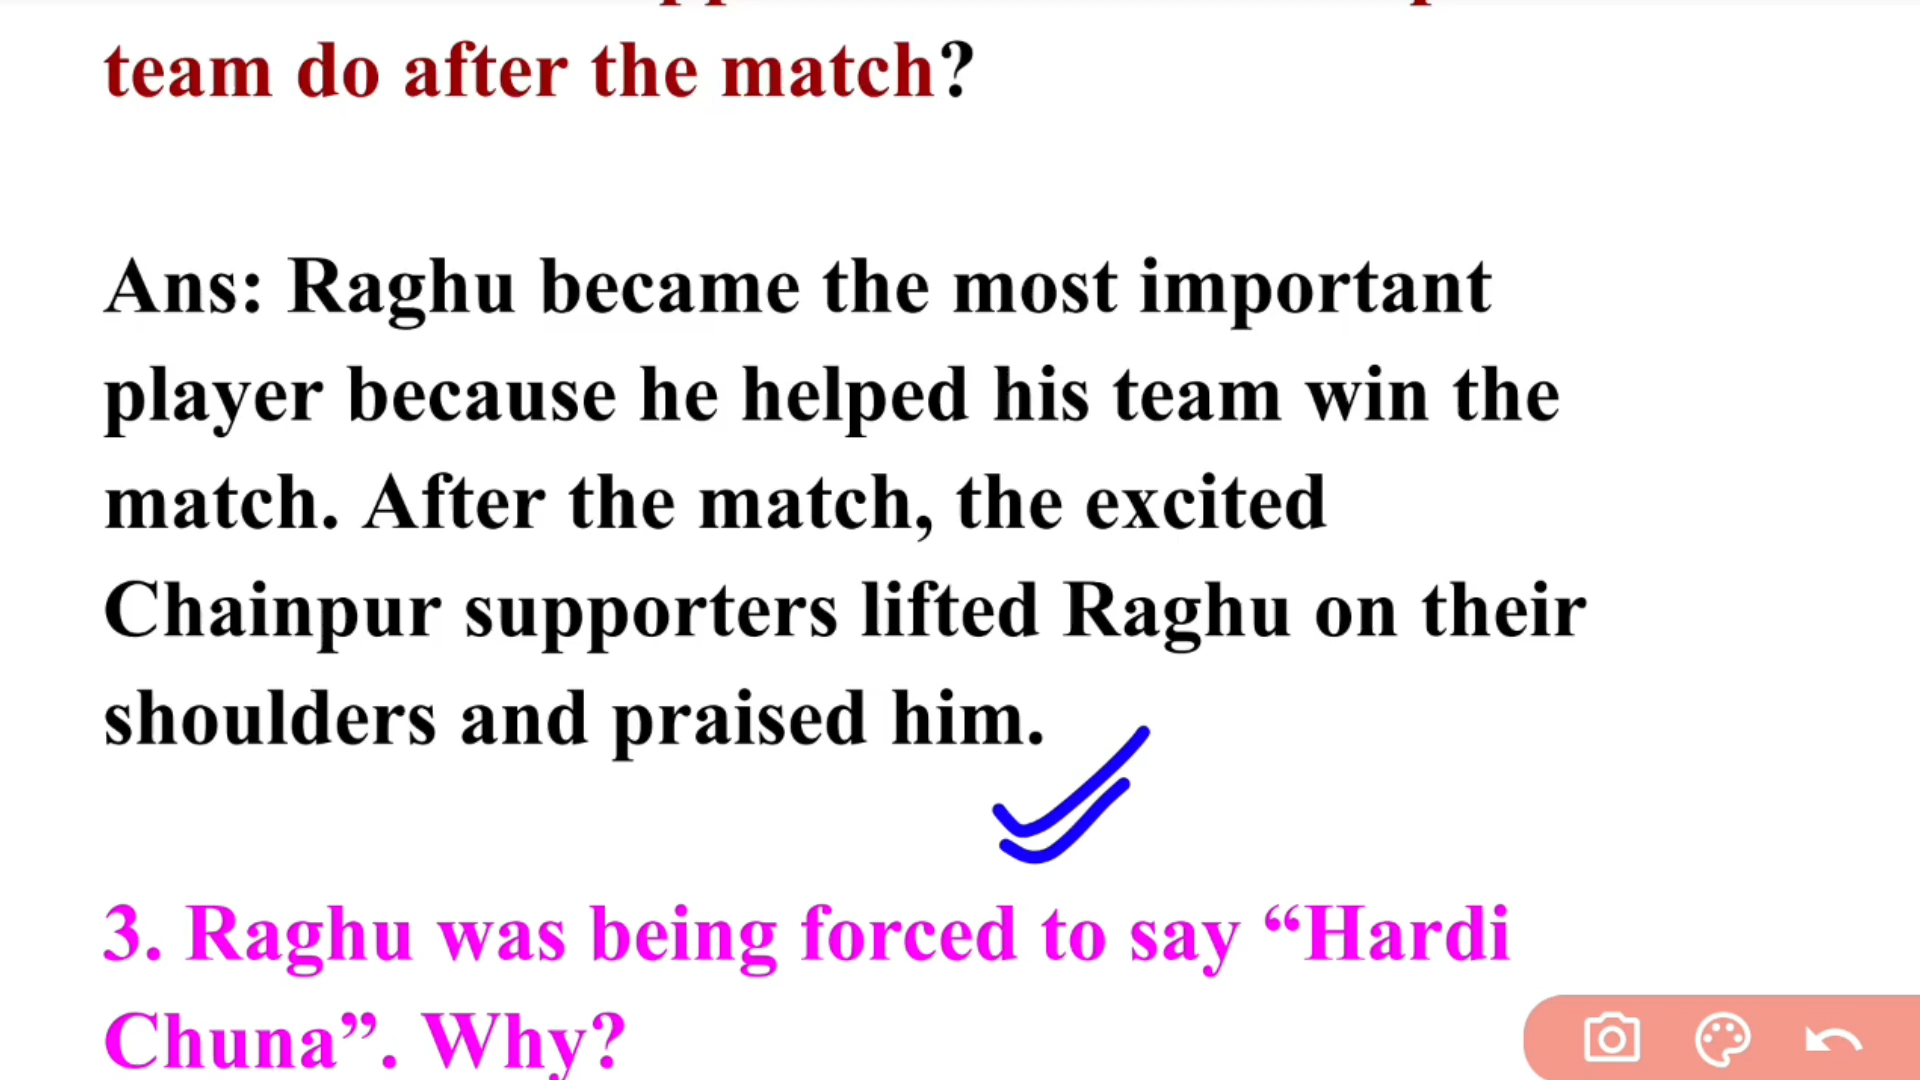 team do after the match?
Ans: Raghu became the most important
player because he helped his team win the
match. After the match, the excited
Chainpur supporters lifted Raghu on their
shoulders and praised him.
3. Raghu was being forced to say “Hardi
Chuna”. Why?